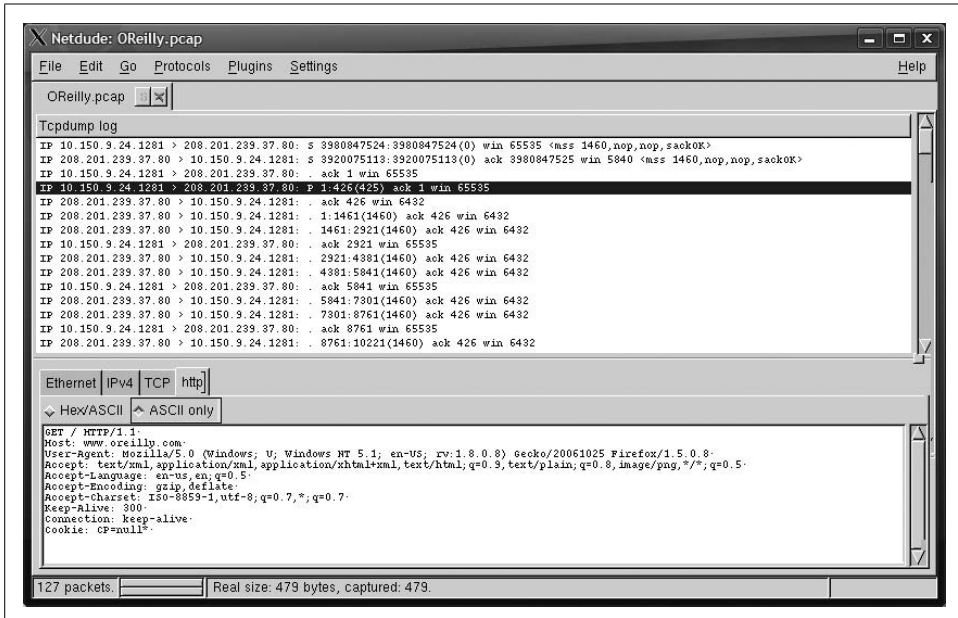 Netdude: OReilly.pcap
File Edit Go Protocols Plugins Settings Help
OReilly.pcap S
Tcpdump log
IP 10.150.9.24.1281 > 208.201.239.37.80: S 3980847524:3980847524(0) win 65535 <mss 1460,nop,nop,sackOK>
IP 208.201.239.37.80 > 10.150.9.24.1281: S 3920075113:3920075113(0) ack 3980847525 win 5840 <mss 1460,nop,nop,sackOK>
IP 10.150.9.24.1281 > 208.201.239.37.80: . ack 1 win 65535
IP 10.150.9.24.1281 > 208.201.239.37.80: P 1:426(425) ack 1 win 65535
IP 208.201.239.37.80 > 10.150.9.24.1281: . ack 426 win 6432
IP 208.201.239.37.80 > 10.150.9.24.1281: . 1:1461(1460) ack 426 win 6432
IP 208.201.239.37.80 > 10.150.9.24.1281: . 1461:2921(1460) ack 426 win 6432
IP 10.150.9.24.1281 > 208.201.239.37.80: . ack 2921 win 65535
IP 208.201.239.37.80 > 10.150.9.24.1281: . 2921:4381(1460) ack 426 win 6432
IP 208.201.239.37.80 > 10.150.9.24.1281: . 4381:5841(1460) ack 426 win 6432
IP 10.150.9.24.1281 > 208.201.239.37.80: . ack 5841 win 65535
IP 208.201.239.37.80 > 10.150.9.24.1281: . 5841:7301(1460) ack 426 win 6432
IP 208.201.239.37.80 > 10.150.9.24.1281: . 7301:8761(1460) ack 426 win 6432
IP 10.150.9.24.1281 > 208.201.239.37.80: . ack 8761 win 65535
IP 208.201.239.37.80 > 10.150.9.24.1281: . 8761:10221(1460) ack 426 win 6432
Ethernet IPv4 TCP http]
Hex/ASCII ASCII only
GET / HTTP/1.1·
Host: www.oreilly.com·
User-Agent: Mozilla/5.0 (Windows; U; Windows NT 5.1; en-US; rv:1.8.0.8) Gecko/20061025 Firefox/1.5.0.8·
Accept: text/xml,application/xml,application/xhtml+xml,text/html;q=0.9,text/plain;q=0.8,image/png,*/*;q=0.5·
Accept-Language: en-us,en;q=0.5·
Accept-Encoding: gzip,deflate·
Accept-Charset: ISO-8859-1,utf-8;q=0.7,*;q=0.7·
Keep-Alive: 300·
Connection: keep-alive·
Cookie: CP=null*·
127 packets. Real size: 479 bytes, captured: 479.